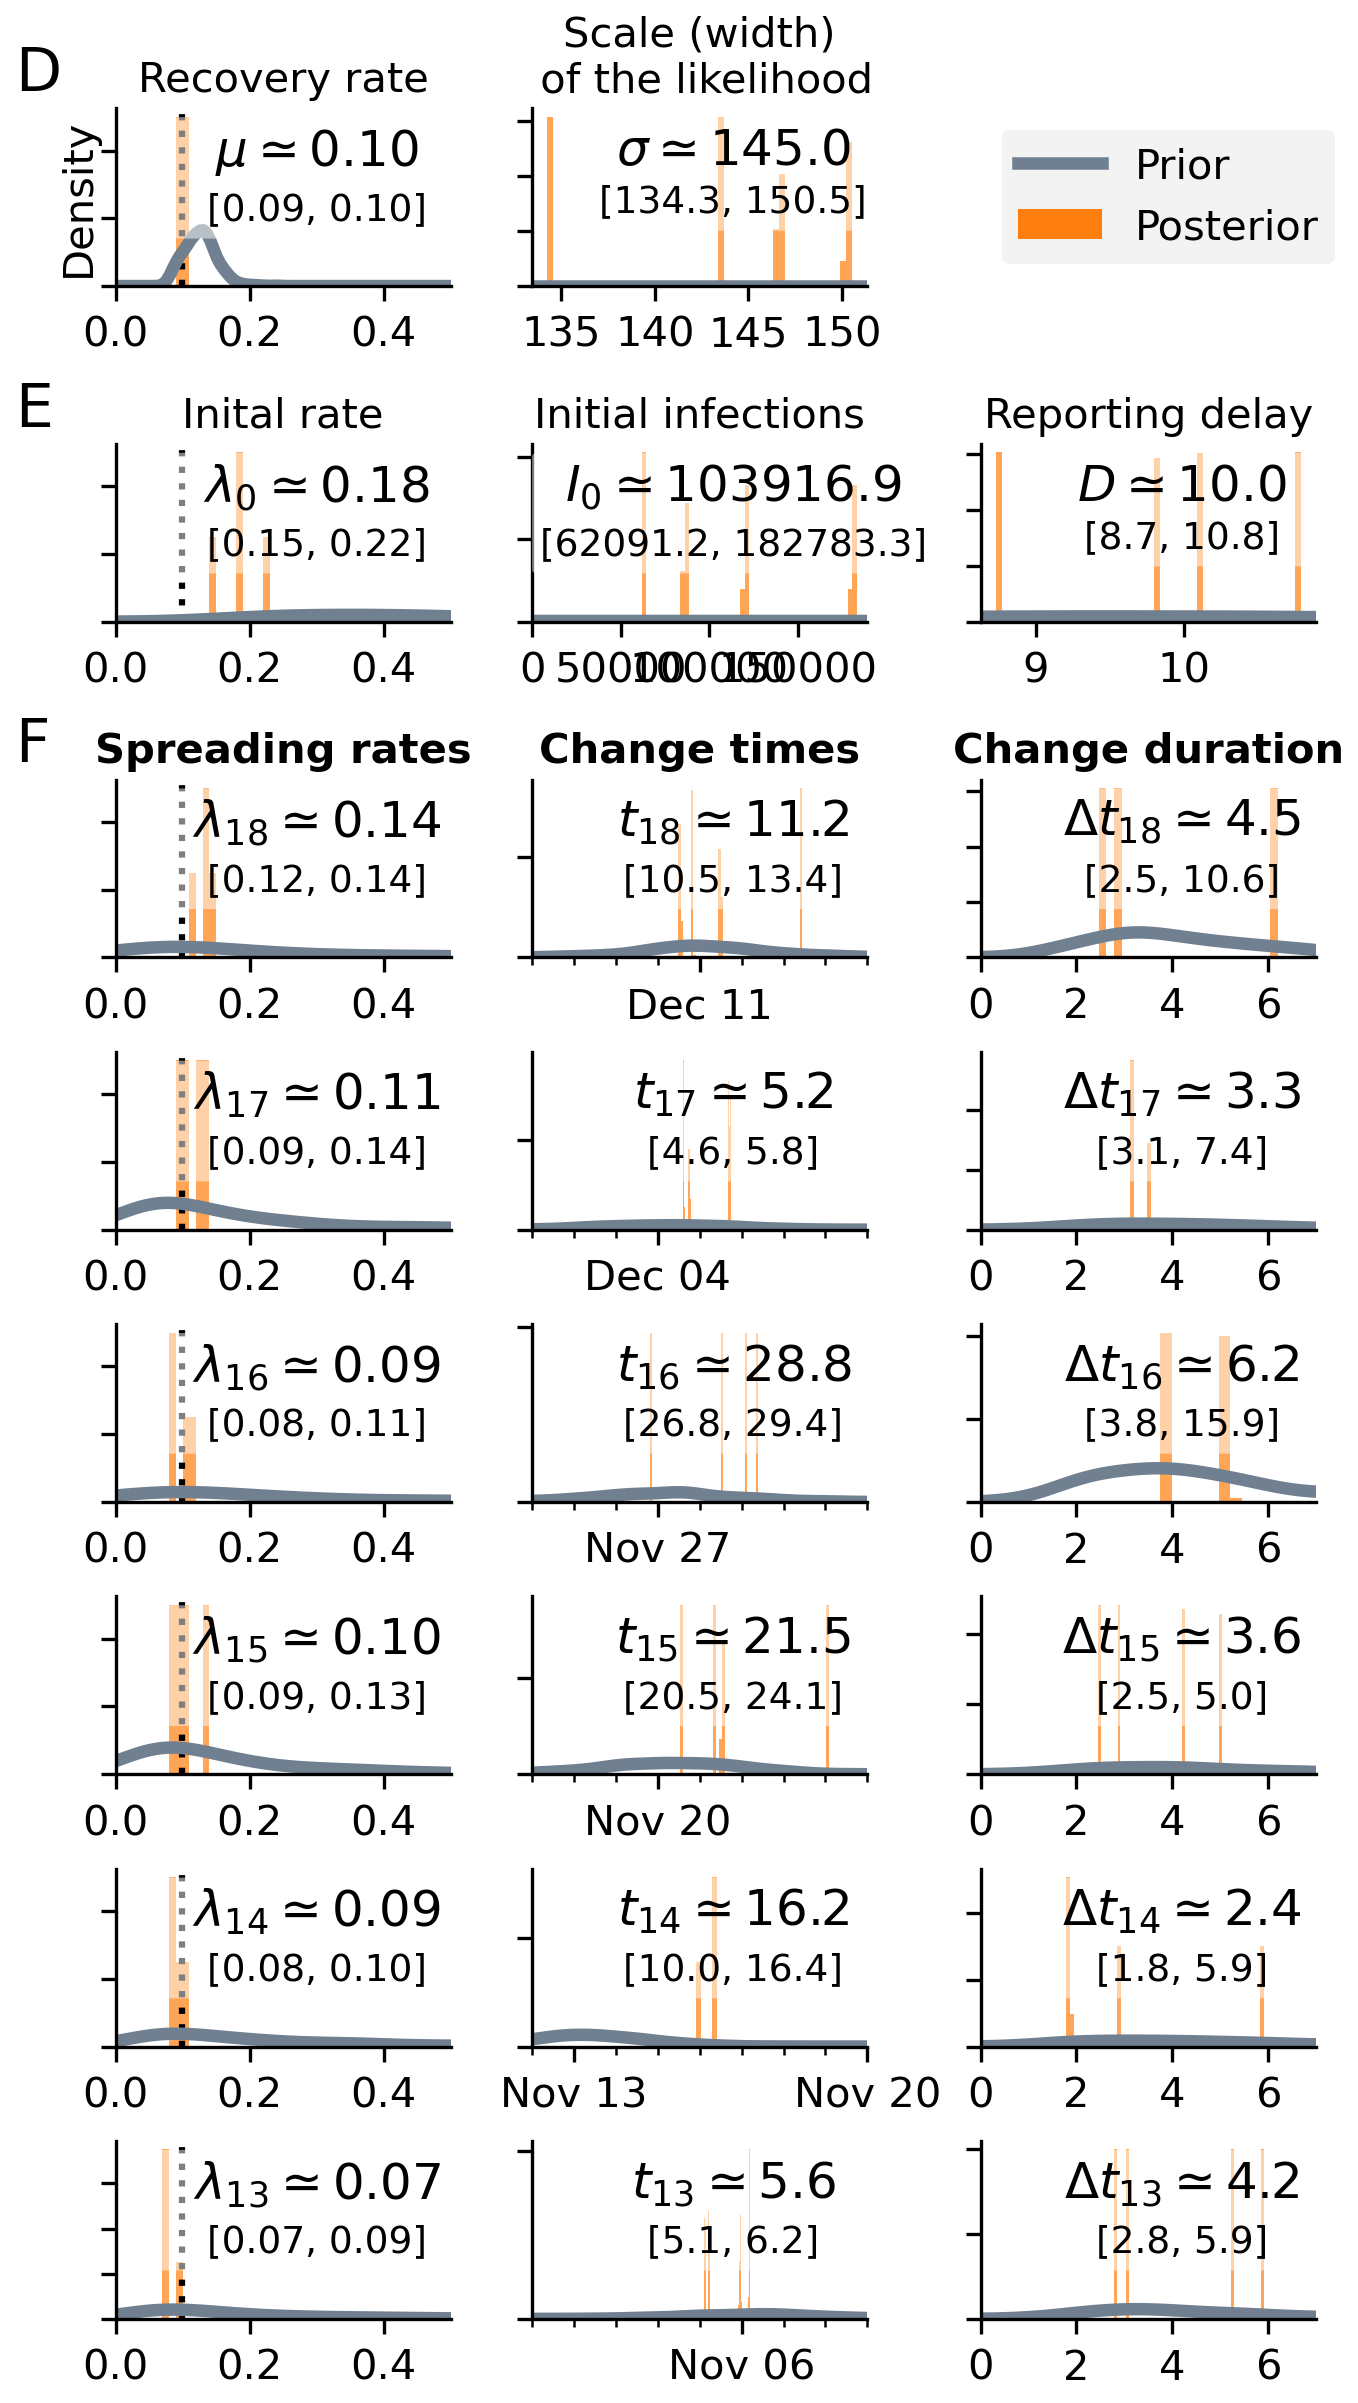 D
Recovery rate
Scale (width)
of the likelihood
Density
μ ≃ 0.10
[0.09, 0.10]
0.0 0.2 0.4
σ ≃ 145.0
[134.3, 150.5]
135 140 145 150
Prior
Posterior
E
Inital rate
λ0 ≃ 0.18
[0.15, 0.22]
0.0 0.2 0.4
Initial infections
I0 ≃ 103916.9
[62091.2, 182783.3]
0 50000 100000 150000
Reporting delay
D ≃ 10.0
[8.7, 10.8]
9 10
F
Spreading rates
Change times
Change duration
λ18 ≃ 0.14
[0.12, 0.14]
0.0 0.2 0.4
t18 ≃ 11.2
[10.5, 13.4]
Dec 11
Δt18 ≃ 4.5
[2.5, 10.6]
0 2 4 6
λ17 ≃ 0.11
[0.09, 0.14]
0.0 0.2 0.4
t17 ≃ 5.2
[4.6, 5.8]
Dec 04
Δt17 ≃ 3.3
[3.1, 7.4]
0 2 4 6
λ16 ≃ 0.09
[0.08, 0.11]
0.0 0.2 0.4
t16 ≃ 28.8
[26.8, 29.4]
Nov 27
Δt16 ≃ 6.2
[3.8, 15.9]
0 2 4 6
λ15 ≃ 0.10
[0.09, 0.13]
0.0 0.2 0.4
t15 ≃ 21.5
[20.5, 24.1]
Nov 20
Δt15 ≃ 3.6
[2.5, 5.0]
0 2 4 6
λ14 ≃ 0.09
[0.08, 0.10]
0.0 0.2 0.4
t14 ≃ 16.2
[10.0, 16.4]
Nov 13 Nov 20
Δt14 ≃ 2.4
[1.8, 5.9]
0 2 4 6
λ13 ≃ 0.07
[0.07, 0.09]
0.0 0.2 0.4
t13 ≃ 5.6
[5.1, 6.2]
Nov 06
Δt13 ≃ 4.2
[2.8, 5.9]
0 2 4 6